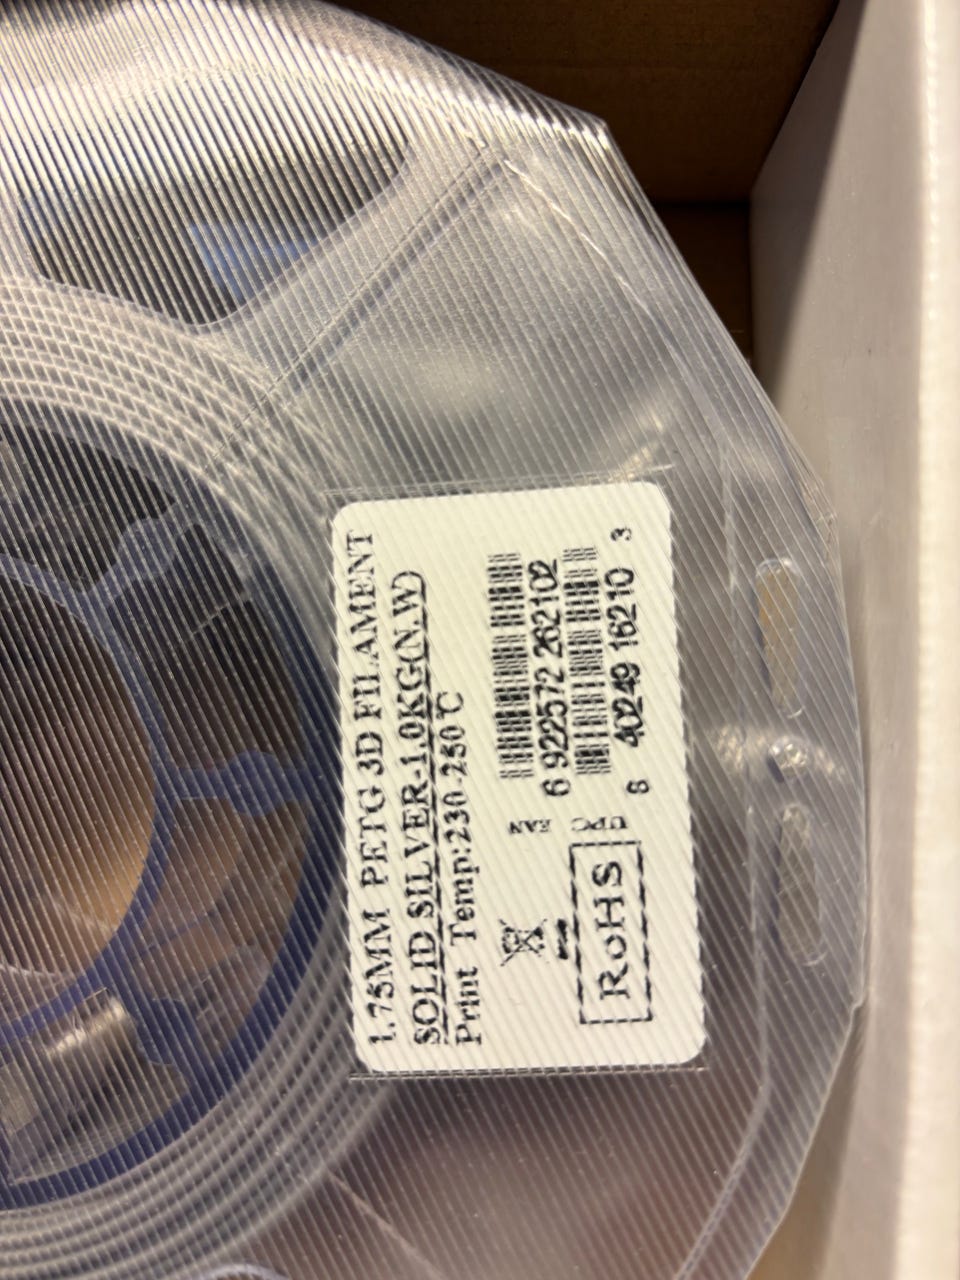 1.75MM PETG 3D FILAMENT
SOLID SILVER-1.0KG(N.W)
Print Temp:230-250℃
EAN
6 922572 262102
UPC
8 40249 16210 3
RoHS